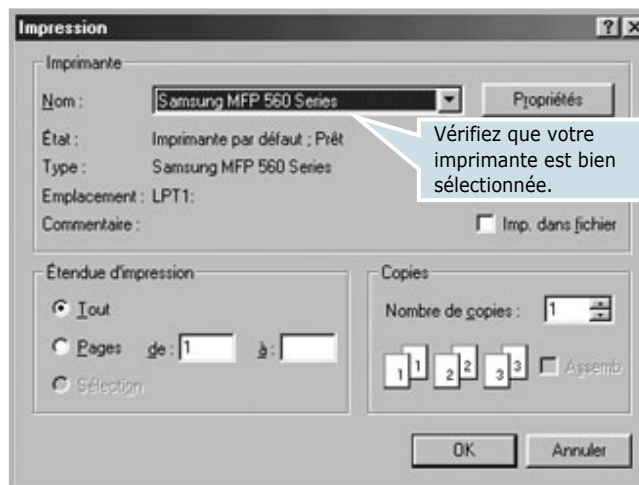 Impression
Imprimante
Nom : Samsung MFP 560 Series Propriétés
État : Imprimante par défaut ; Prêt
Type : Samsung MFP 560 Series
Emplacement : LPT1:
Commentaire : Imp. dans fichier
Vérifiez que votre
imprimante est bien
sélectionnée.
Étendue d'impression
Tout
Pages de : 1 à :
Sélection
Copies
Nombre de copies : 1
1 1 2 2 3 3 Assemb
OK Annuler